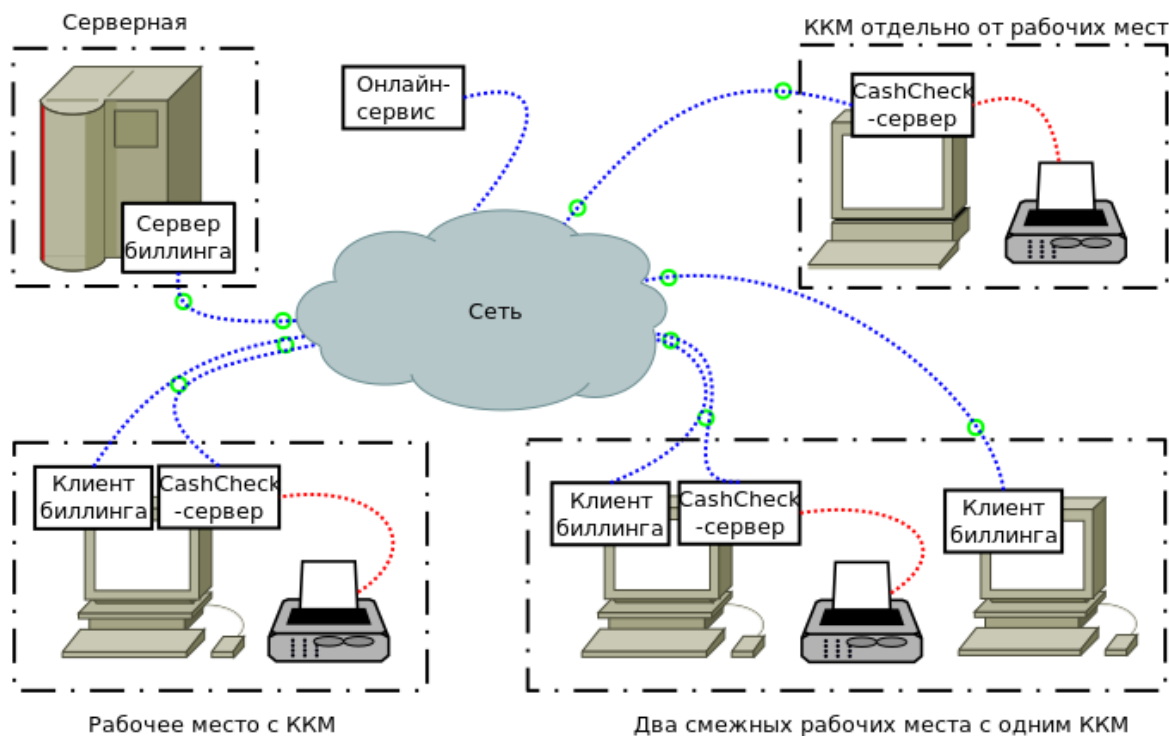 Серверная
ККМ отдельно от рабочих мест
Онлайн-
сервис
CashCheck
-сервер
Сервер
биллинга
Сеть
Клиент
биллинга
CashCheck
-сервер
Клиент
биллинга
CashCheck
-сервер
Клиент
биллинга
Рабочее место с ККМ
Два смежных рабочих места с одним ККМ